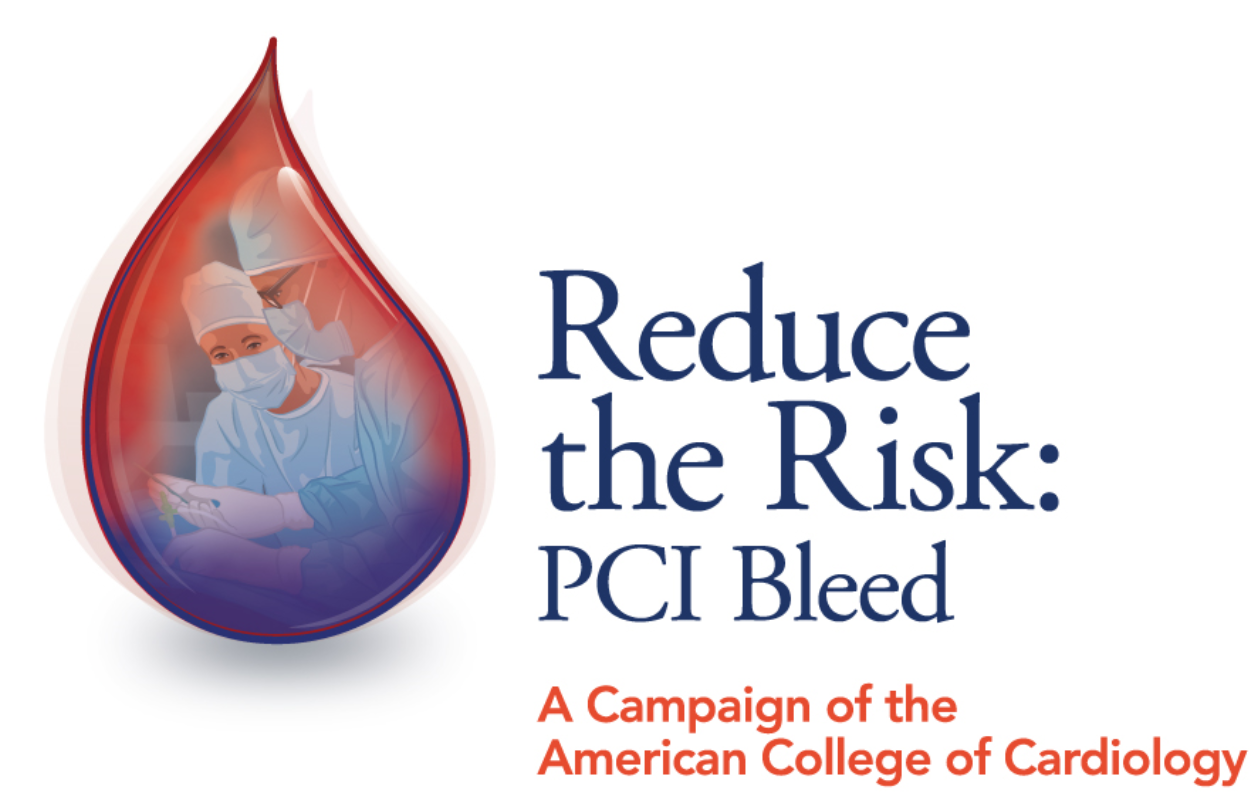 Reduce
the Risk:
PCI Bleed
A Campaign of the
American College of Cardiology